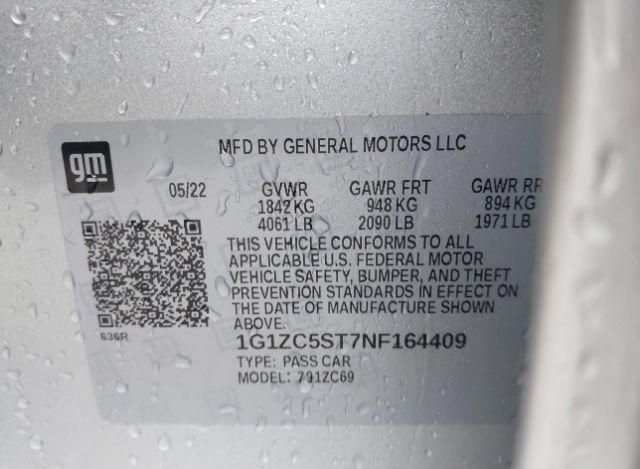 gm
MFD BY GENERAL MOTORS LLC
05/22 GVWR GAWR FRT GAWR RR
1842 KG 948 KG 894 KG
4061 LB 2090 LB 1971 LB
THIS VEHICLE CONFORMS TO ALL
APPLICABLE U.S. FEDERAL MOTOR
VEHICLE SAFETY, BUMPER, AND THEFT
PREVENTION STANDARDS IN EFFECT ON
THE DATE OF MANUFACTURE SHOWN
ABOVE.
636R
1G1ZC5ST7NF164409
TYPE: PASS CAR
MODEL: 791ZC69